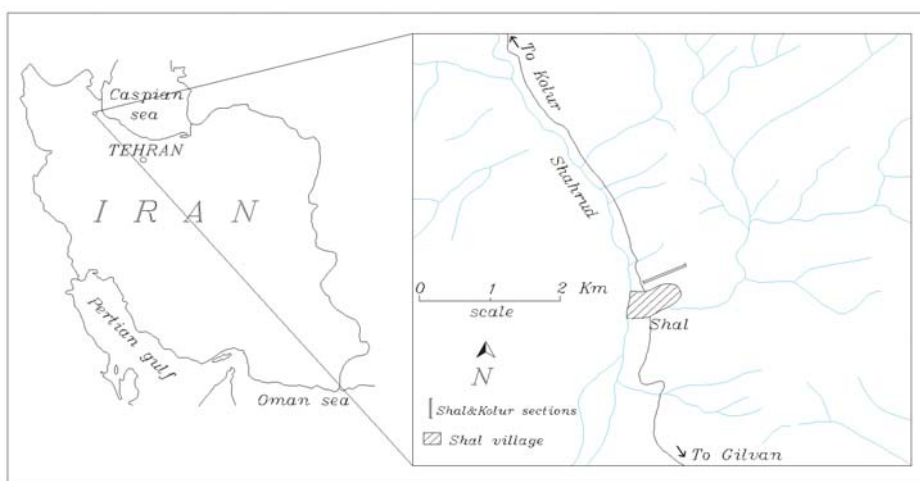 Caspian
sea
TEHRAN
IRAN
Pertian gulf
Oman sea
To Kolur
Shahrud
0 1 2 Km
scale
Shal
N
Shal&Kolur sections
Shal village
To Gilvan